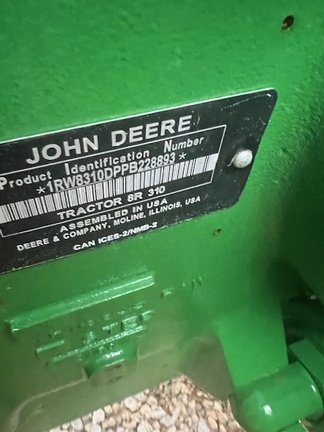 JOHN DEERE
Product Identification Number
*1RW8310DPPB228893*
TRACTOR 8R 310
ASSEMBLED IN USA
DEERE & COMPANY, MOLINE, ILLINOIS, USA
CAN ICES-2/NMB-2